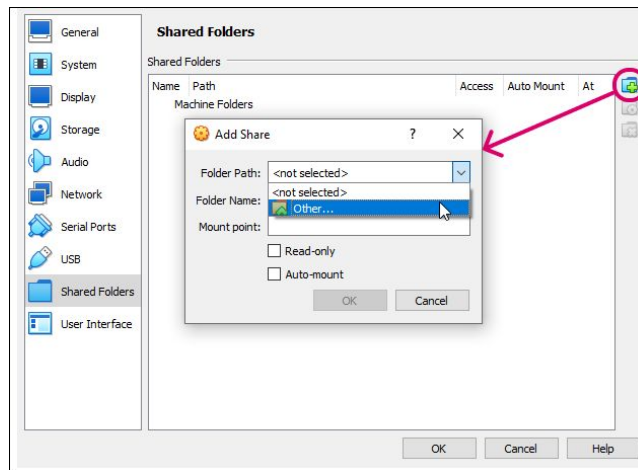 General
System
Display
Storage
Audio
Network
Serial Ports
USB
Shared Folders
User Interface
Shared Folders
Shared Folders
Name Path Access Auto Mount At
Machine Folders
Add Share ?
Folder Path: <not selected>
<not selected>
Folder Name: Other...
Mount point:
Read-only
Auto-mount
OK Cancel
OK Cancel Help